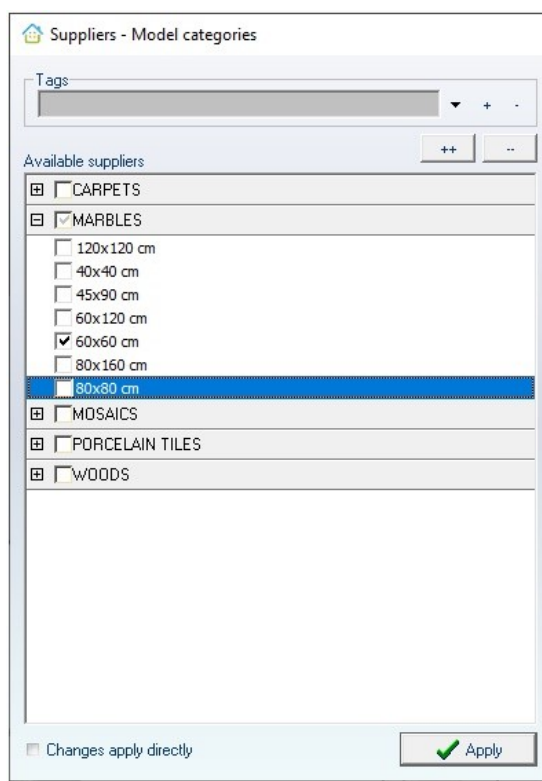 Suppliers - Model categories
Tags
+ -
++ --
Available suppliers
CARPETS
MARBLES
120x120 cm
40x40 cm
45x90 cm
60x120 cm
60x60 cm
80x160 cm
80x80 cm
MOSAICS
PORCELAIN TILES
WOODS
Changes apply directly
Apply